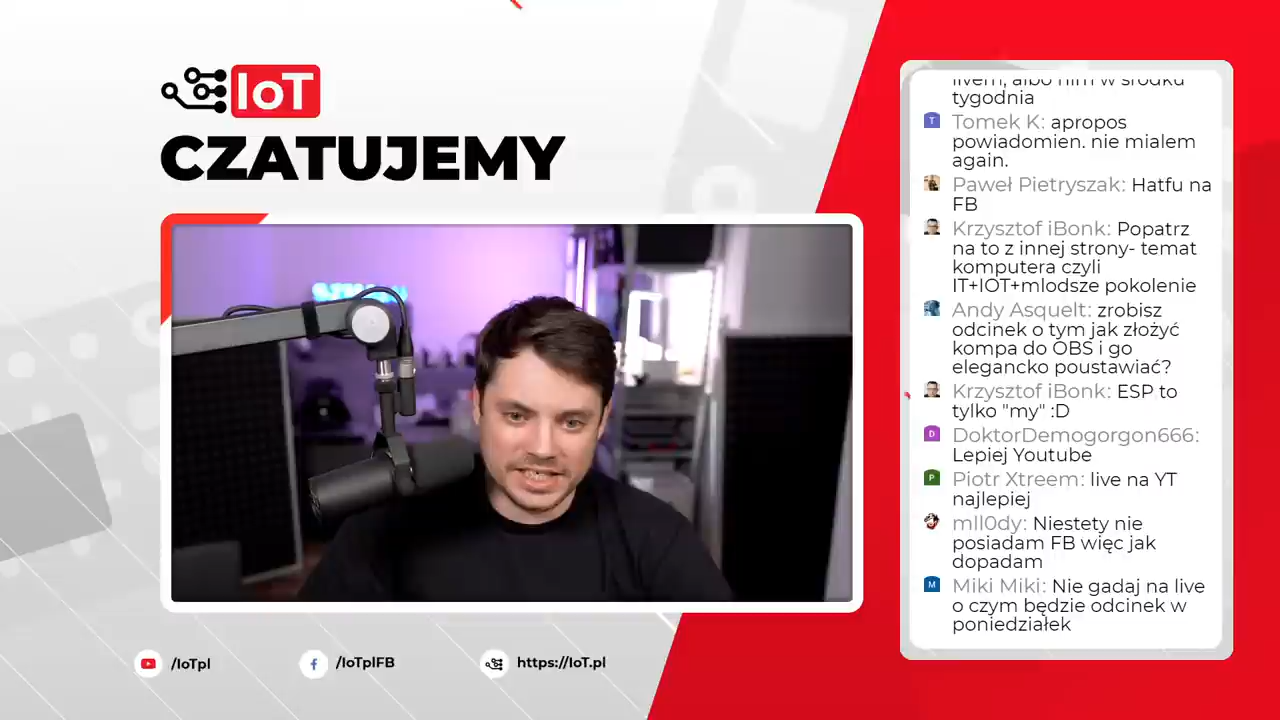 IoT
CZATUJEMY
livem, albo nim w środku
tygodnia
Tomek K: apropos
powiadomien. nie mialem
again.
Paweł Pietryszak: Hatfu na
FB
Krzysztof iBonk: Popatrz
na to z innej strony- temat
komputera czyli
IT+IOT+mlodsze pokolenie
Andy Asquelt: zrobisz
odcinek o tym jak złożyć
kompa do OBS i go
elegancko poustawiać?
Krzysztof iBonk: ESP to
tylko "my" :D
DoktorDemogorgon666:
Lepiej Youtube
Piotr Xtreem: live na YT
najlepiej
mll0dy: Niestety nie
posiadam FB więc jak
dopadam
Miki Miki: Nie gadaj na live
o czym będzie odcinek w
poniedziałek
/IoTpl
/IoTplFB
https://IoT.pl